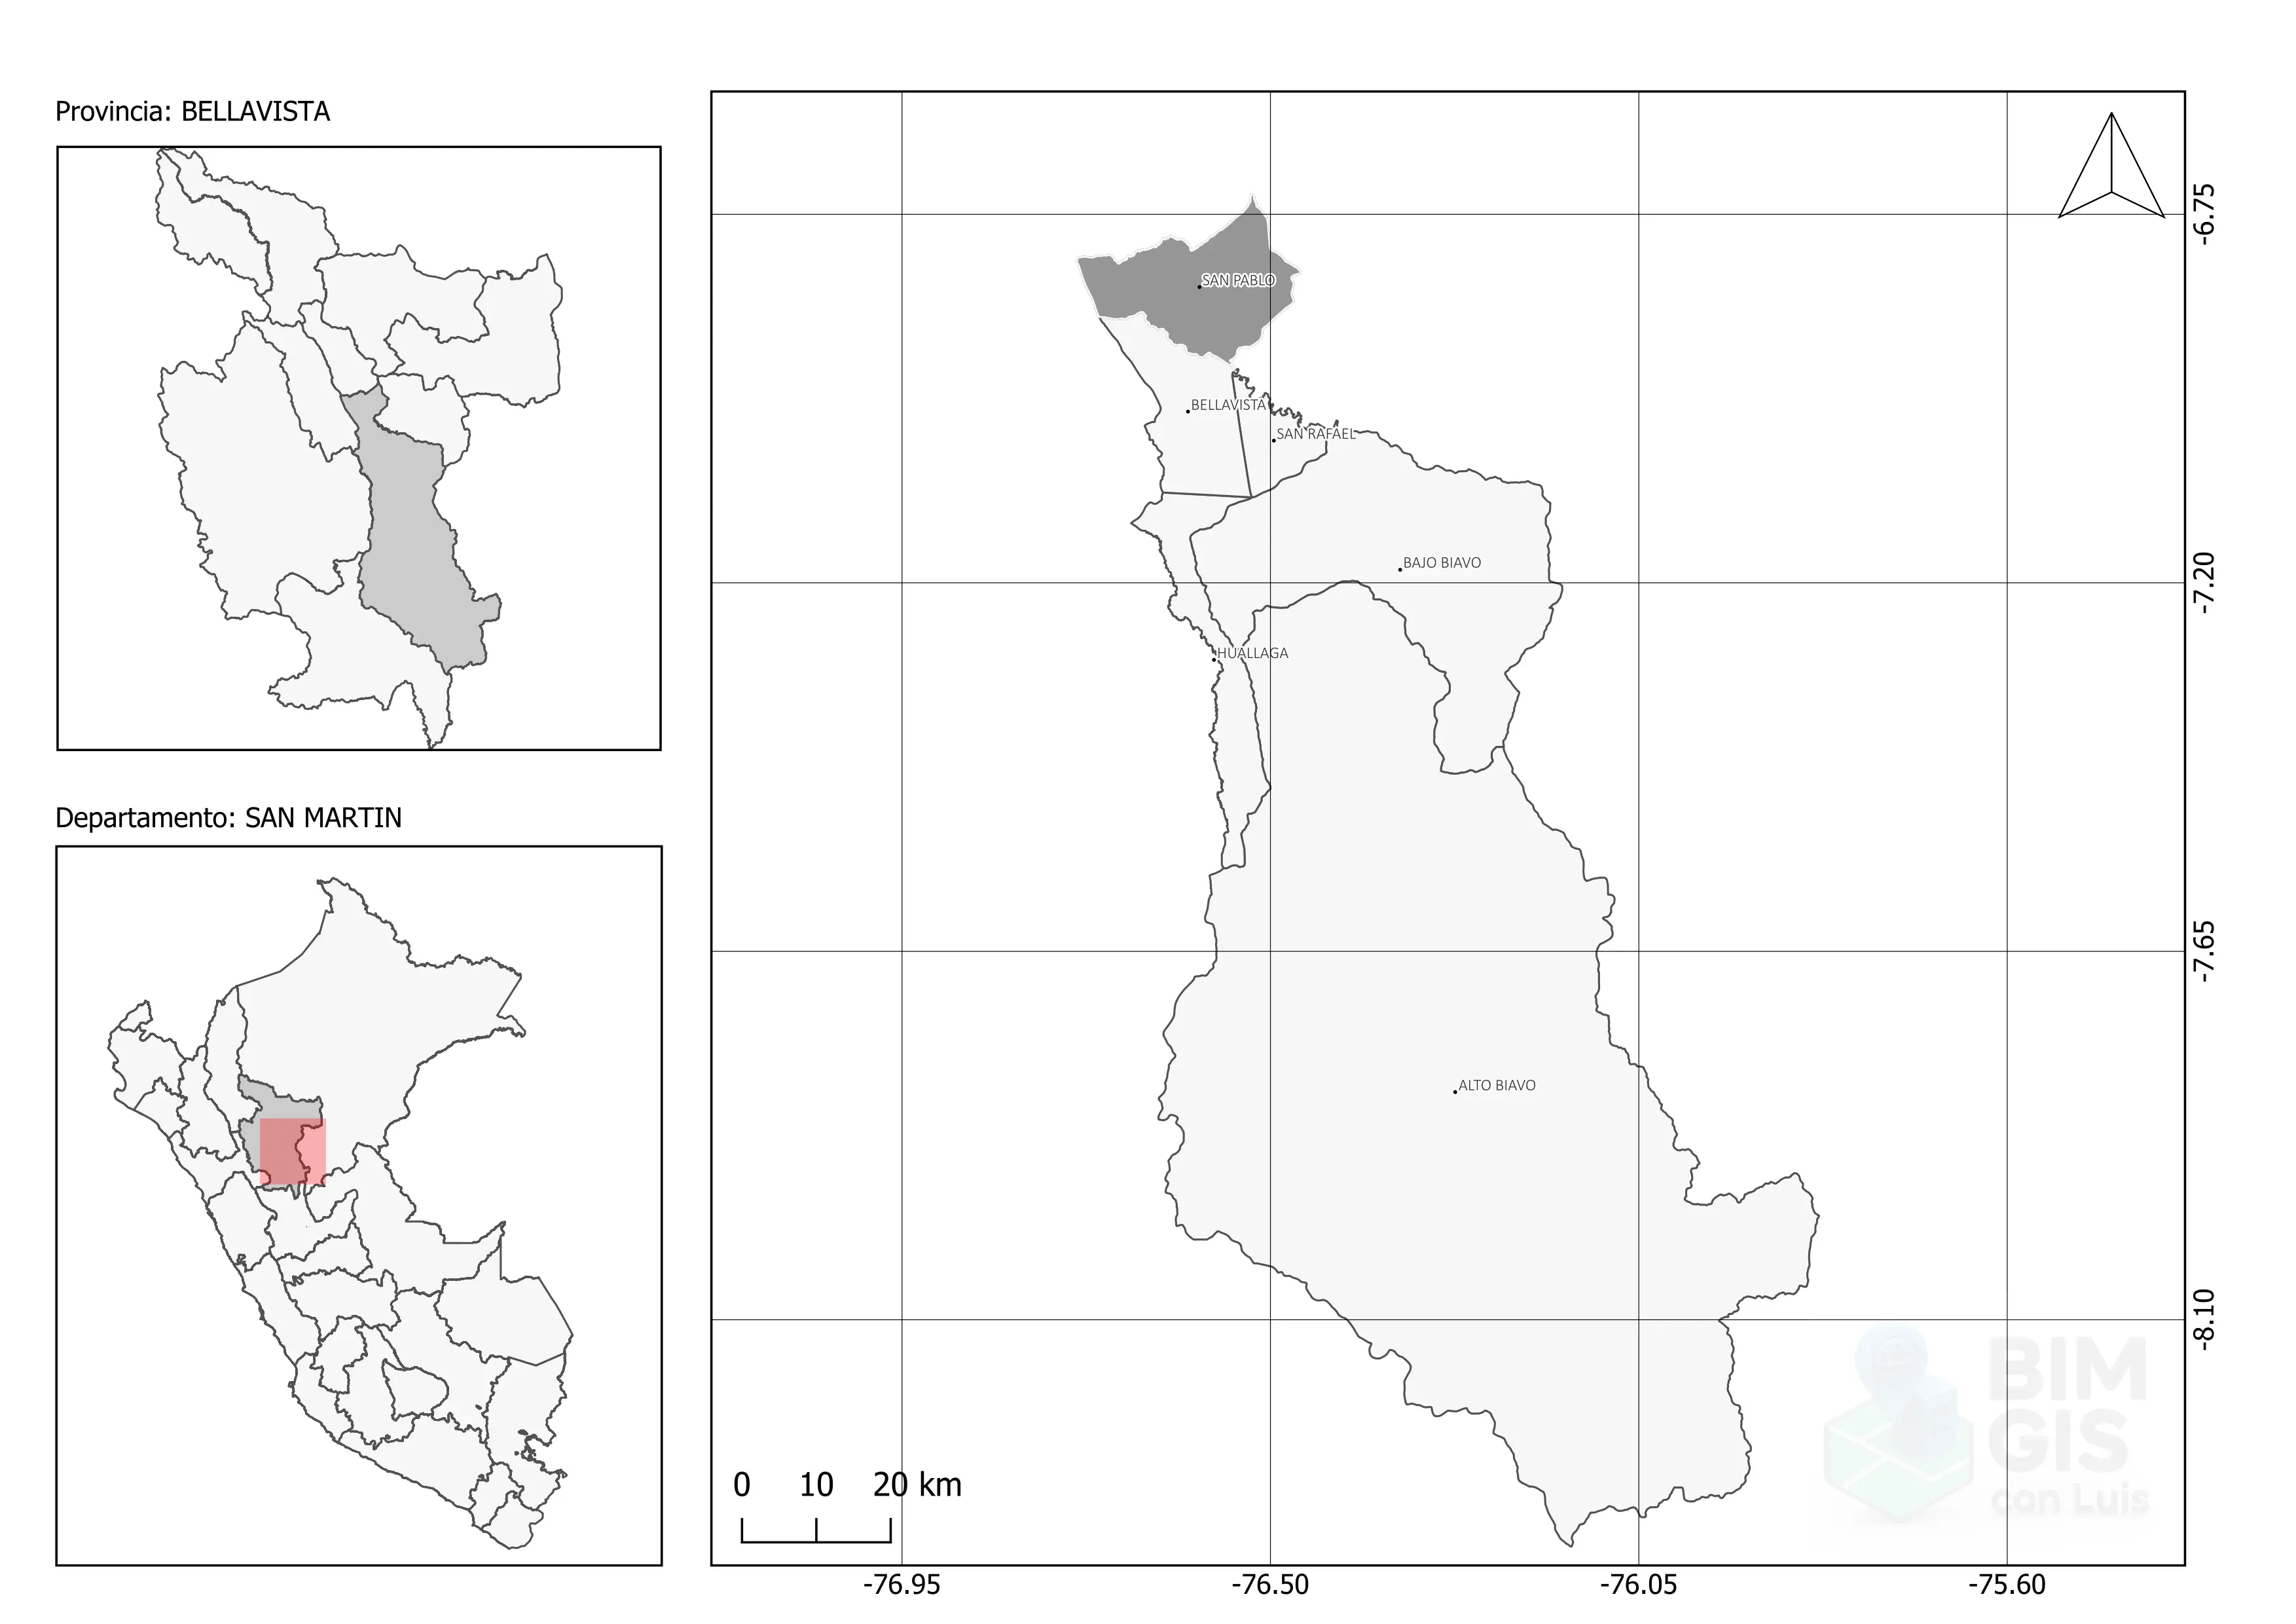 Provincia: BELLAVISTA
Departamento: SAN MARTIN
SAN PABLO
BELLAVISTA
SAN RAFAEL
BAJO BIAVO
HUALLAGA
ALTO BIAVO
-6.75
-7.20
-7.65
-8.10
0 10 20 km
-76.95 -76.50 -76.05 -75.60
BIM
GIS
con Luis